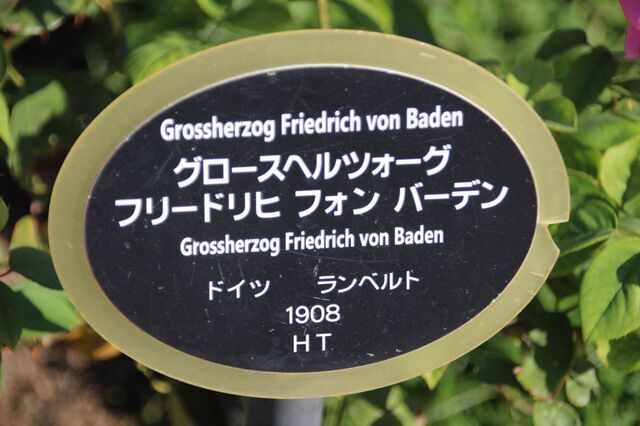 Grossherzog Friedrich von Baden
グロースヘルツォーグ
フリードリヒ フォン バーデン
Grossherzog Friedrich von Baden
ドイツ ランベルト
1908
HT